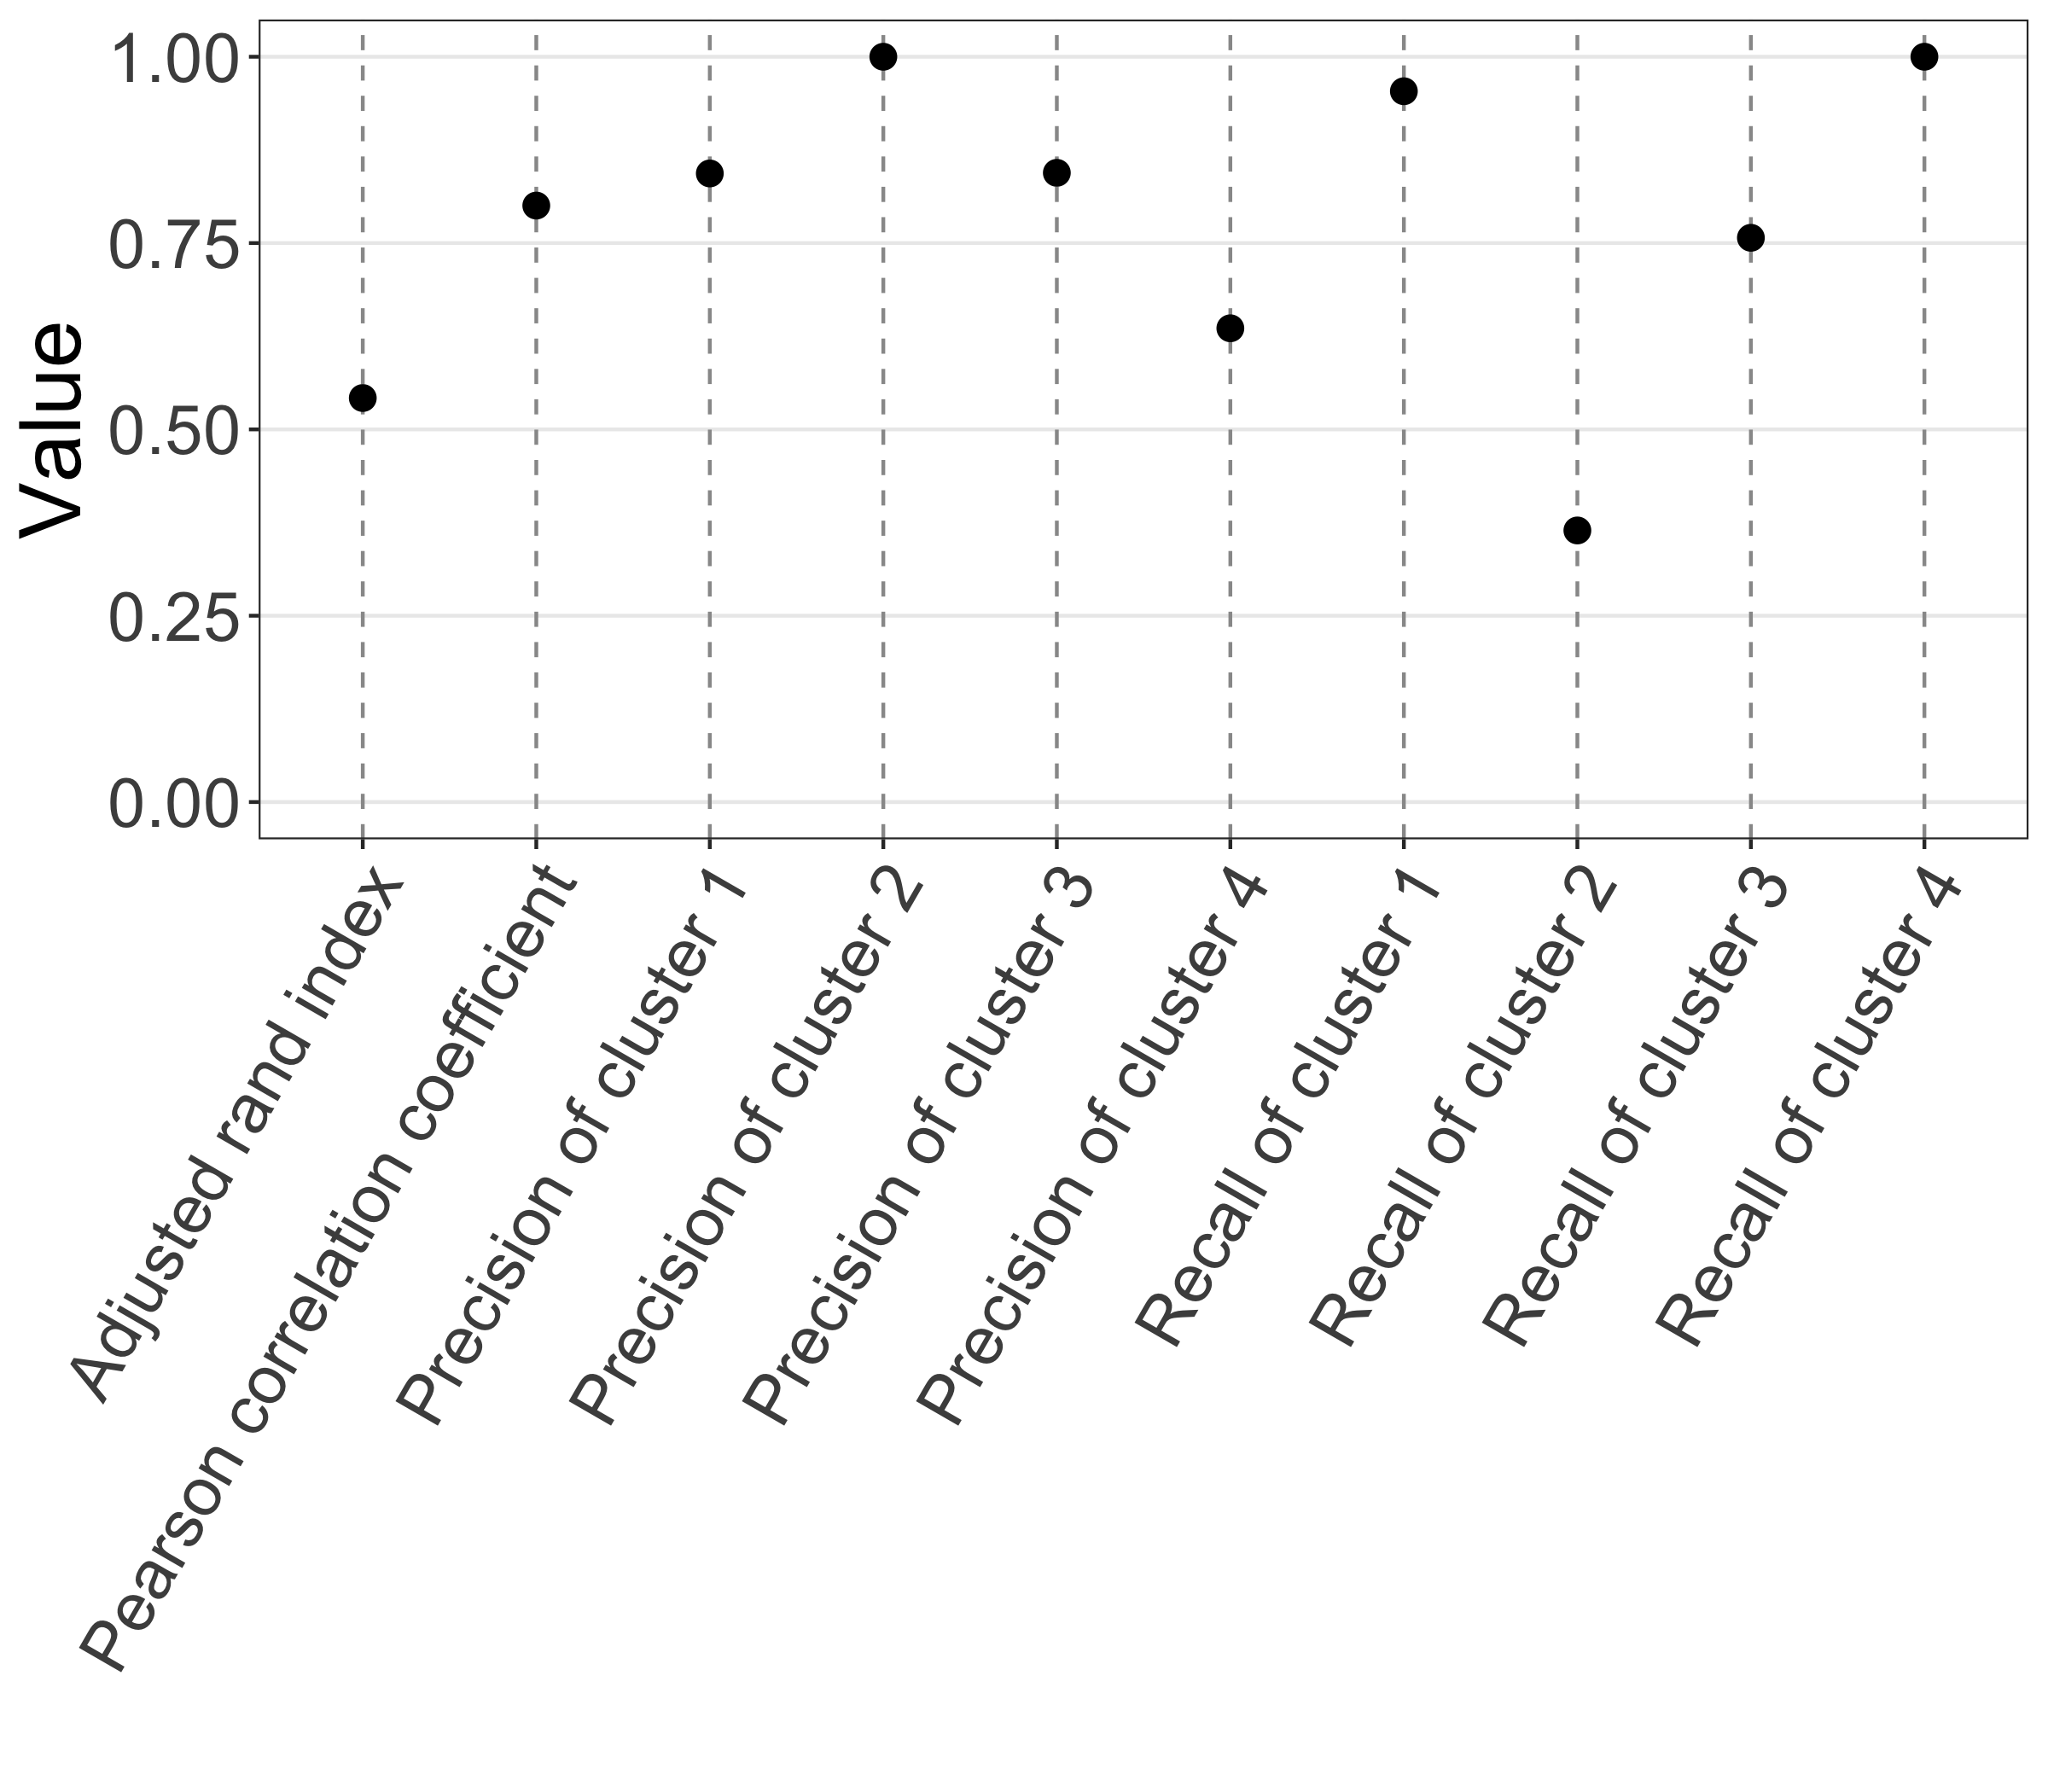 Value
1.00
0.75
0.50
0.25
0.00
Adjusted rand index
Pearson correlation coefficient
Precision of cluster 1
Precision of cluster 2
Precision of cluster 3
Precision of cluster 4
Recall of cluster 1
Recall of cluster 2
Recall of cluster 3
Recall of cluster 4